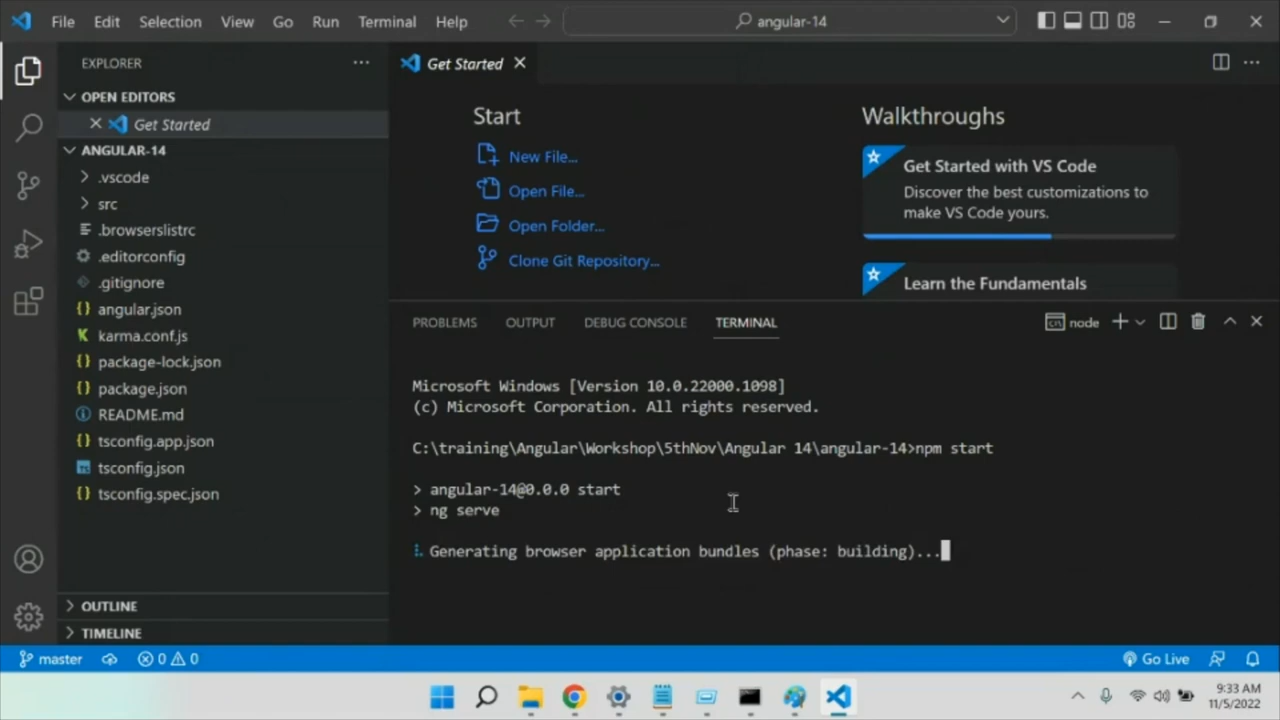 File Edit Selection View Go Run Terminal Help
angular-14
EXPLORER
OPEN EDITORS
Get Started
ANGULAR-14
.vscode
src
.browserslistrc
.editorconfig
.gitignore
angular.json
karma.conf.js
package-lock.json
package.json
README.md
tsconfig.app.json
tsconfig.json
tsconfig.spec.json
OUTLINE
TIMELINE
Get Started
Start
New File...
Open File...
Open Folder...
Clone Git Repository...
Walkthroughs
Get Started with VS Code
Discover the best customizations to
make VS Code yours.
Learn the Fundamentals
PROBLEMS OUTPUT DEBUG CONSOLE TERMINAL
node
Microsoft Windows [Version 10.0.22000.1098]
(c) Microsoft Corporation. All rights reserved.
C:\training\Angular\Workshop\5thNov\Angular 14\angular-14>npm start
> angular-14@0.0.0 start
> ng serve
Generating browser application bundles (phase: building)...
master 0 0
Go Live
9:33 AM
11/5/2022